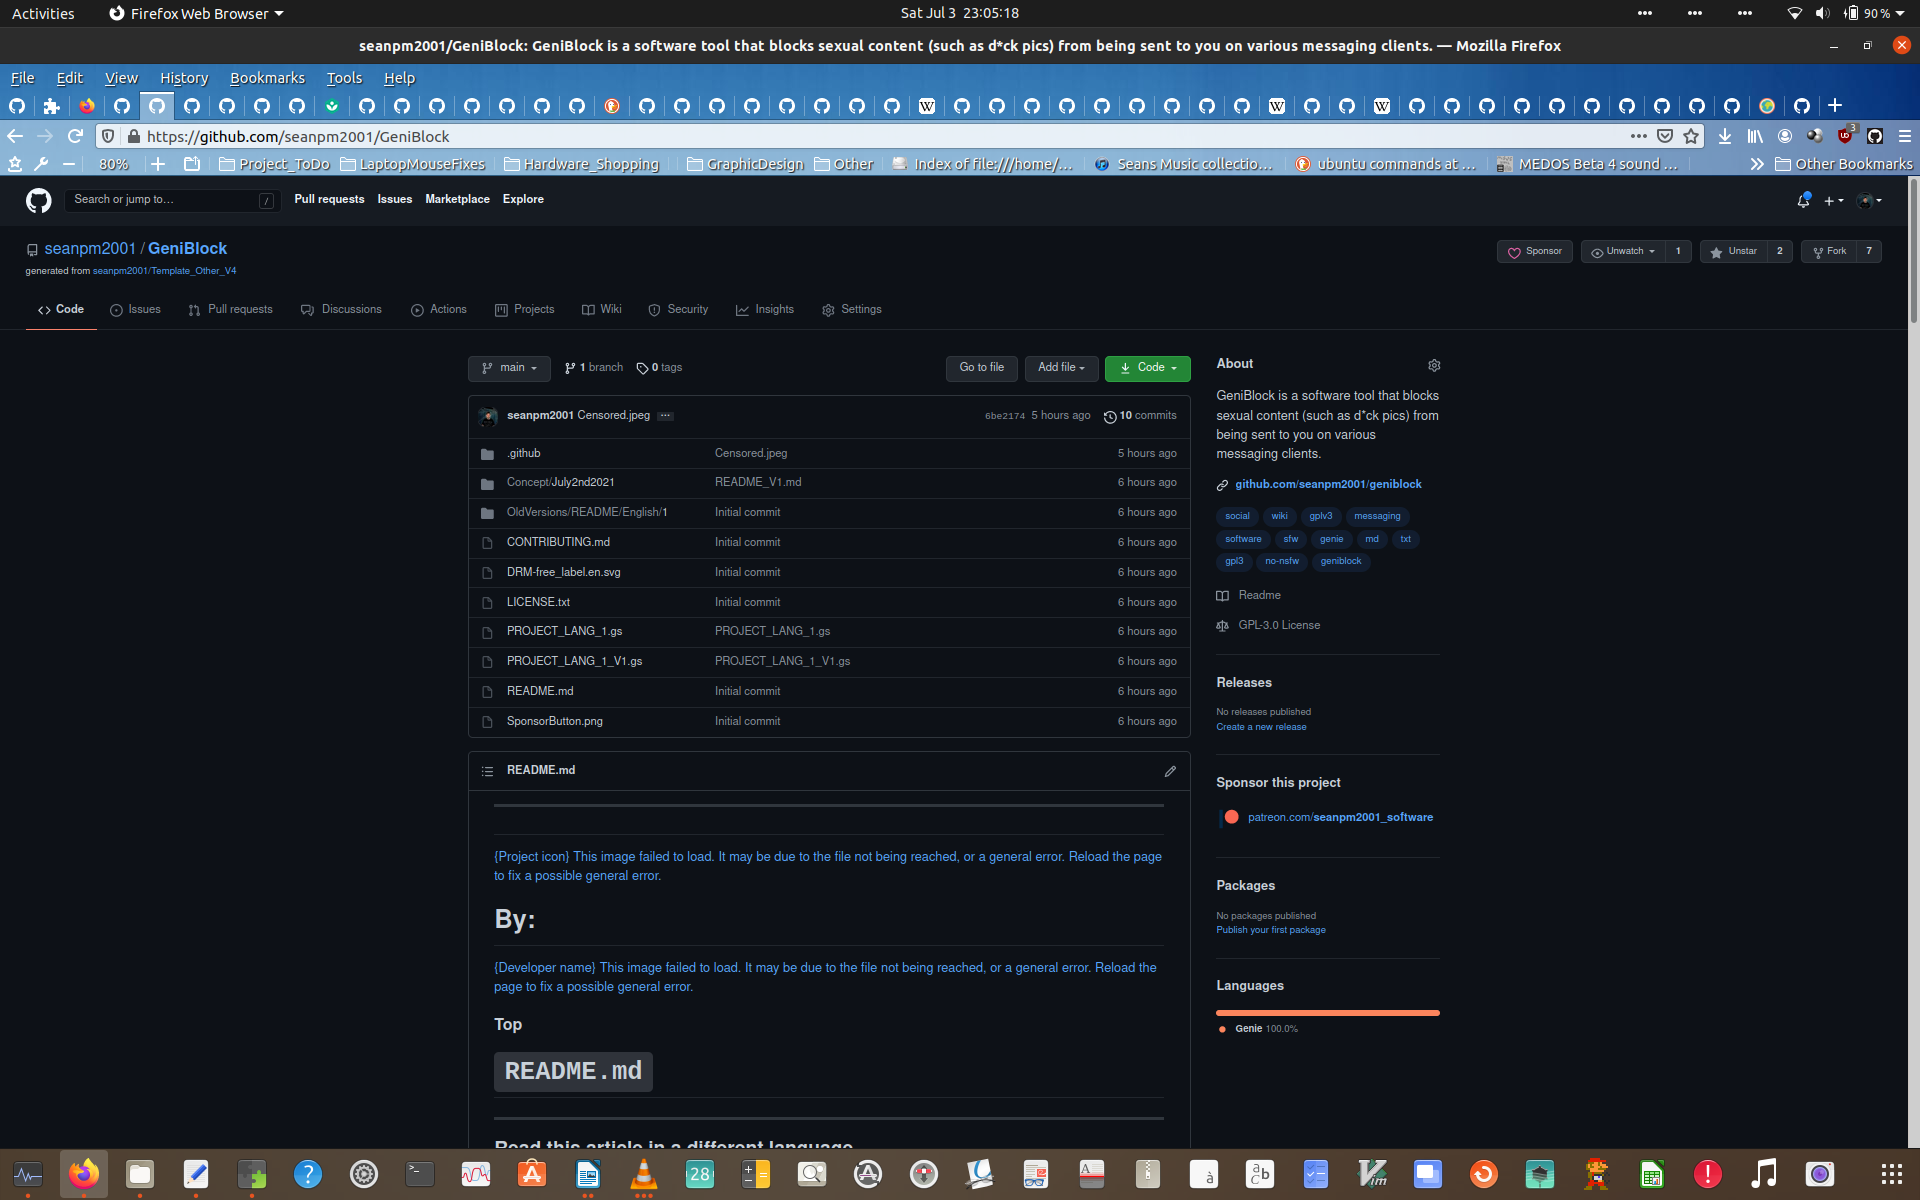 Activities Firefox Web Browser Sat Jul 3 23:05:18 90 %
seanpm2001/GeniBlock: GeniBlock is a software tool that blocks sexual content (such as d*ck pics) from being sent to you on various messaging clients. — Mozilla Firefox
File Edit View History Bookmarks Tools Help
https://github.com/seanpm2001/GeniBlock 3
80% Project_ToDo LaptopMouseFixes Hardware_Shopping GraphicDesign Other Index of file:///home/… Seans Music collectio… ubuntu commands at … MEDOS Beta 4 sound … Other Bookmarks
Search or jump to… / Pull requests Issues Marketplace Explore
seanpm2001 / GeniBlock Sponsor Unwatch 1 Unstar 2 Fork 7
generated from seanpm2001/Template_Other_V4
Code Issues Pull requests Discussions Actions Projects Wiki Security Insights Settings
main 1 branch 0 tags Go to file Add file Code
seanpm2001 Censored.jpeg ··· 6be2174 5 hours ago 10 commits
.github Censored.jpeg 5 hours ago
Concept/July2nd2021 README_V1.md 6 hours ago
OldVersions/README/English/1 Initial commit 6 hours ago
CONTRIBUTING.md Initial commit 6 hours ago
DRM-free_label.en.svg Initial commit 6 hours ago
LICENSE.txt Initial commit 6 hours ago
PROJECT_LANG_1.gs PROJECT_LANG_1.gs 6 hours ago
PROJECT_LANG_1_V1.gs PROJECT_LANG_1_V1.gs 6 hours ago
README.md Initial commit 6 hours ago
SponsorButton.png Initial commit 6 hours ago
README.md
{Project icon} This image failed to load. It may be due to the file not being reached, or a general error. Reload the page
to fix a possible general error.
By:
{Developer name} This image failed to load. It may be due to the file not being reached, or a general error. Reload the
page to fix a possible general error.
Top
README.md
Read this article in a different language
About
GeniBlock is a software tool that blocks
sexual content (such as d*ck pics) from
being sent to you on various
messaging clients.
github.com/seanpm2001/geniblock
social wiki gplv3 messaging
software sfw genie md txt
gpl3 no-nsfw geniblock
Readme
GPL-3.0 License
Releases
No releases published
Create a new release
Sponsor this project
patreon.com/seanpm2001_software
Packages
No packages published
Publish your first package
Languages
Genie 100.0%
28